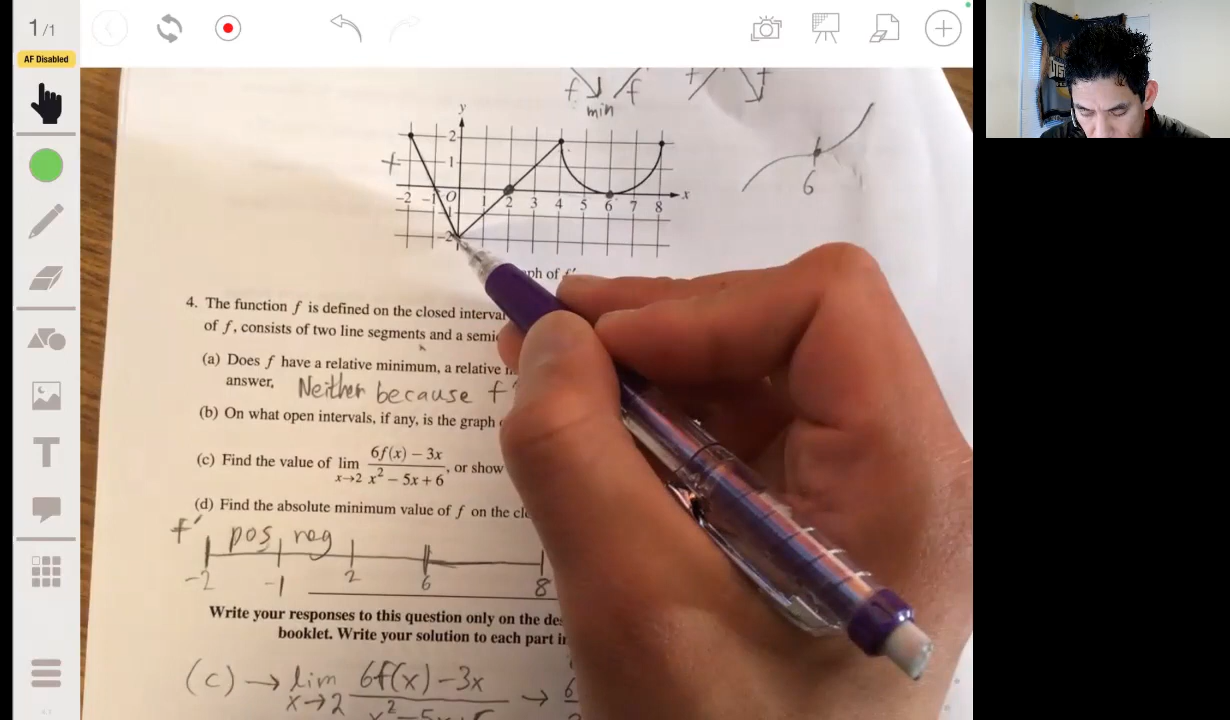 1/1
AF Disabled
f f
min
y
2
+ 1
-2 -1 O 1 2 3 4 5 6 7 8 x
-1
-2
6
ph of f'
4. The function f is defined on the closed interval
of f, consists of two line segments and a semi
(a) Does f have a relative minimum, a relative
answer. Neither because f
(b) On what open intervals, if any, is the graph
(c) Find the value of lim x→2 6f(x) – 3x / x² – 5x + 6, or show
(d) Find the absolute minimum value of f on the
f' pos neg
-2 -1 2 6 8
Write your responses to this question only on the
booklet. Write your solution to each part
(c) → lim x→2 6f(x) – 3x →
T